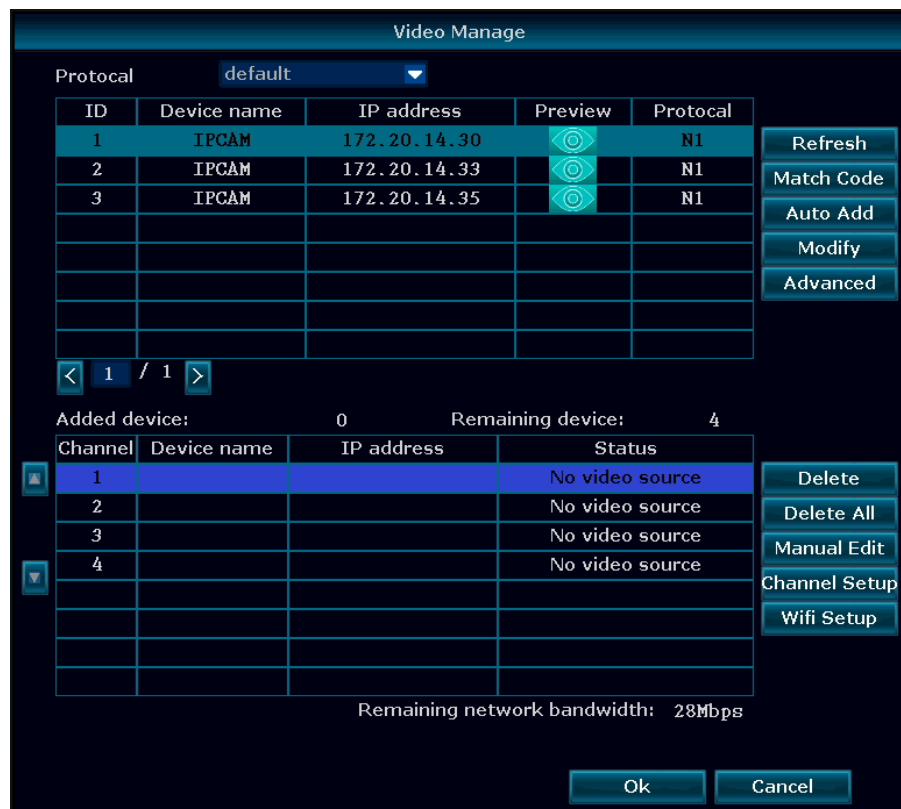 Video Manage
Protocal default
ID Device name IP address Preview Protocal
1 IPCAM 172.20.14.30 N1
Refresh
2 IPCAM 172.20.14.33 N1
Match Code
3 IPCAM 172.20.14.35 N1
Auto Add
Modify
Advanced
< 1 / 1 >
Added device: 0 Remaining device: 4
Channel Device name IP address Status
1 No video source
Delete
2 No video source
Delete All
3 No video source
Manual Edit
4 No video source
Channel Setup
Wifi Setup
Remaining network bandwidth: 28Mbps
Ok Cancel